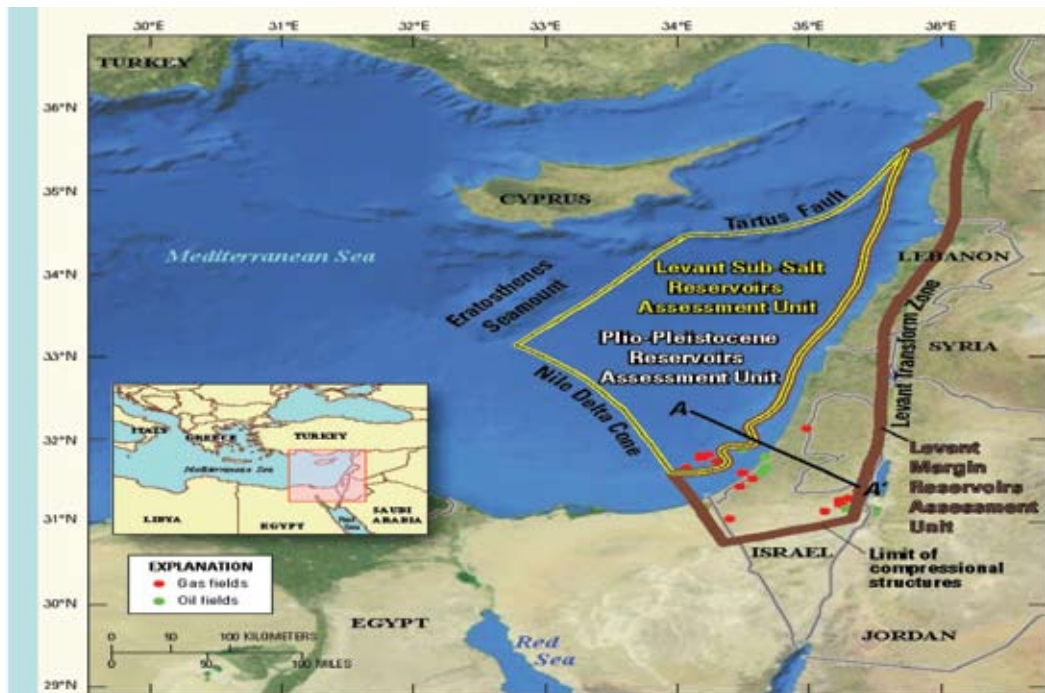 30°E
31°E
32°E
33°E
34°E
35°E
36°E
TURKEY
36°N
35°N
CYPRUS
Tartus Fault
Mediterranean Sea
LEBANON
34°N
Levant Sub-Salt
Reservoirs
Assessment Unit
Eratosthenes
Seamount
Plio-Pleistocene
Reservoirs
Assessment Unit
33°N
SYRIA
Levant Transform Zone
Nile Delta Cone
A
A'
32°N
Levant
Margin
Reservoirs
Assessment
Unit
ITALY
GREECE
TURKEY
Mediterranean Sea
LIBYA
EGYPT
Red
Sea
SAUDI
ARABIA
31°N
ISRAEL
Limit of
compressional
structures
EXPLANATION
Gas fields
Oil fields
30°N
EGYPT
Red
Sea
JORDAN
0 50 100 KILOMETERS
0 50 100 MILES
29°N